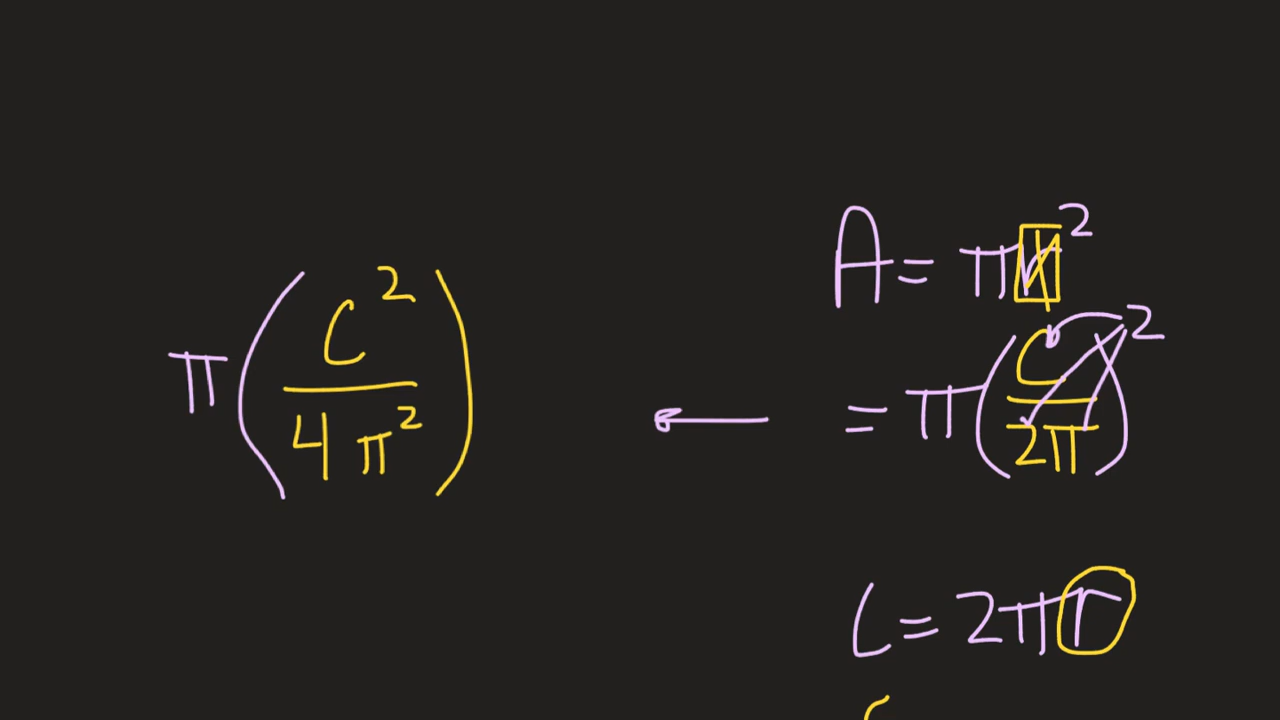 A = πr²
= π(C/2π)²
π(C²/4π²)
C = 2πr